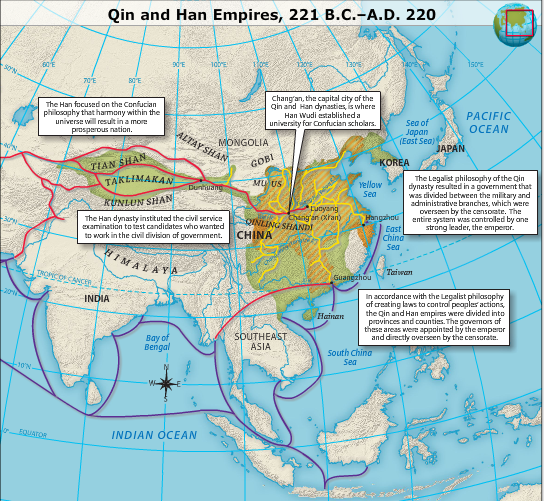 Qin and Han Empires, 221 B.C.–A.D. 220
60°E
70°E
80°E
90°E
100°E
110°E
120°E
130°E
140°E
150°E
50°N
40°N
The Han focused on the Confucian
philosophy that harmony within the
universe will result in a more
prosperous nation.
Chang'an, the capital city of the
Qin and Han dynasties, is where
Han Wudi established a
university for Confucian scholars.
ALTAY SHAN
MONGOLIA
GOBI
TIAN SHAN
TAKLIMAKAN
KUNLUN SHAN
Dunhuang
MU US
Sea of
Japan
(East Sea)
PACIFIC
OCEAN
KOREA
JAPAN
Yellow
Sea
The Legalist philosophy of the Qin
dynasty resulted in a government that
was divided between the military and
administrative branches, which were
overseen by the censorate. The
entire system was controlled by one
strong leader, the emperor.
The Han dynasty instituted the civil service
examination to test candidates who wanted
to work in the civil division of government.
Luoyang
Chang'an (Xi'an)
QINLING SHANDI
CHINA
Hangzhou
East
China
Sea
HIMALAYA
TROPIC OF CANCER
20°N
INDIA
Guangzhou
Taiwan
In accordance with the Legalist philosophy
of creating laws to control peoples' actions,
the Qin and Han empires were divided into
provinces and counties. The governors of
these areas were appointed by the emperor
and directly overseen by the censorate.
Hainan
Bay of
Bengal
SOUTHEAST
ASIA
South China
Sea
10°N
N
W
E
S
0°
EQUATOR
INDIAN OCEAN